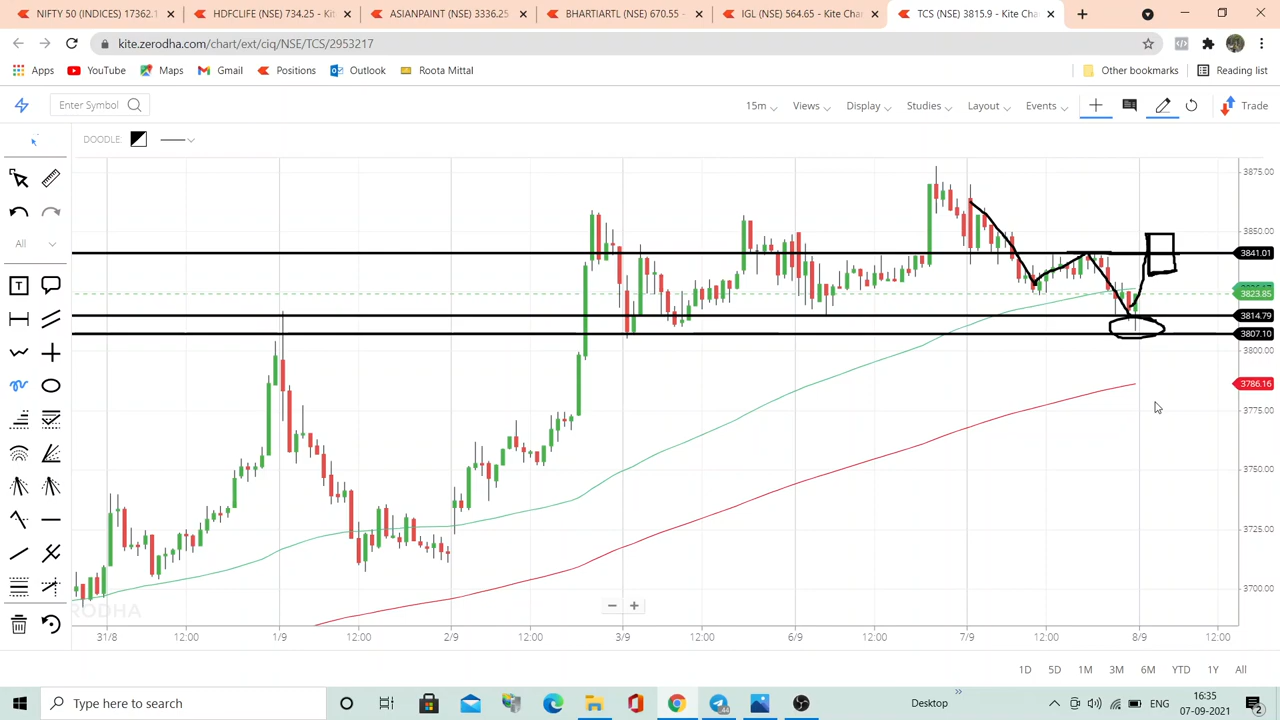 NIFTY 50 (INDICES) 17362.1
HDFCLIFE (NSE) 734.25 - Kite C
ASIANPAINT (NSE) 3336.25
BHARTIARTL (NSE) 670.55 -
IGL (NSE) 564.65 - Kite Cha
TCS (NSE) 3815.9 - Kite Ch
kite.zerodha.com/chart/ext/ciq/NSE/TCS/2953217
Apps YouTube Maps Gmail Positions Outlook Roota Mittal Other bookmarks Reading list
Enter Symbol 15m Views Display Studies Layout Events Trade
DOODLE:
All
T
3875.00
3850.00
3841.01
3823.85
3814.79
3807.10
3800.00
3786.16
3775.00
3750.00
3725.00
3700.00
RODHA
31/8 12:00 1/9 12:00 2/9 12:00 3/9 12:00 6/9 12:00 7/9 12:00 8/9 12:00
1D 5D 1M 3M 6M YTD 1Y All
Type here to search
Desktop
ENG
16:35
07-09-2021
2